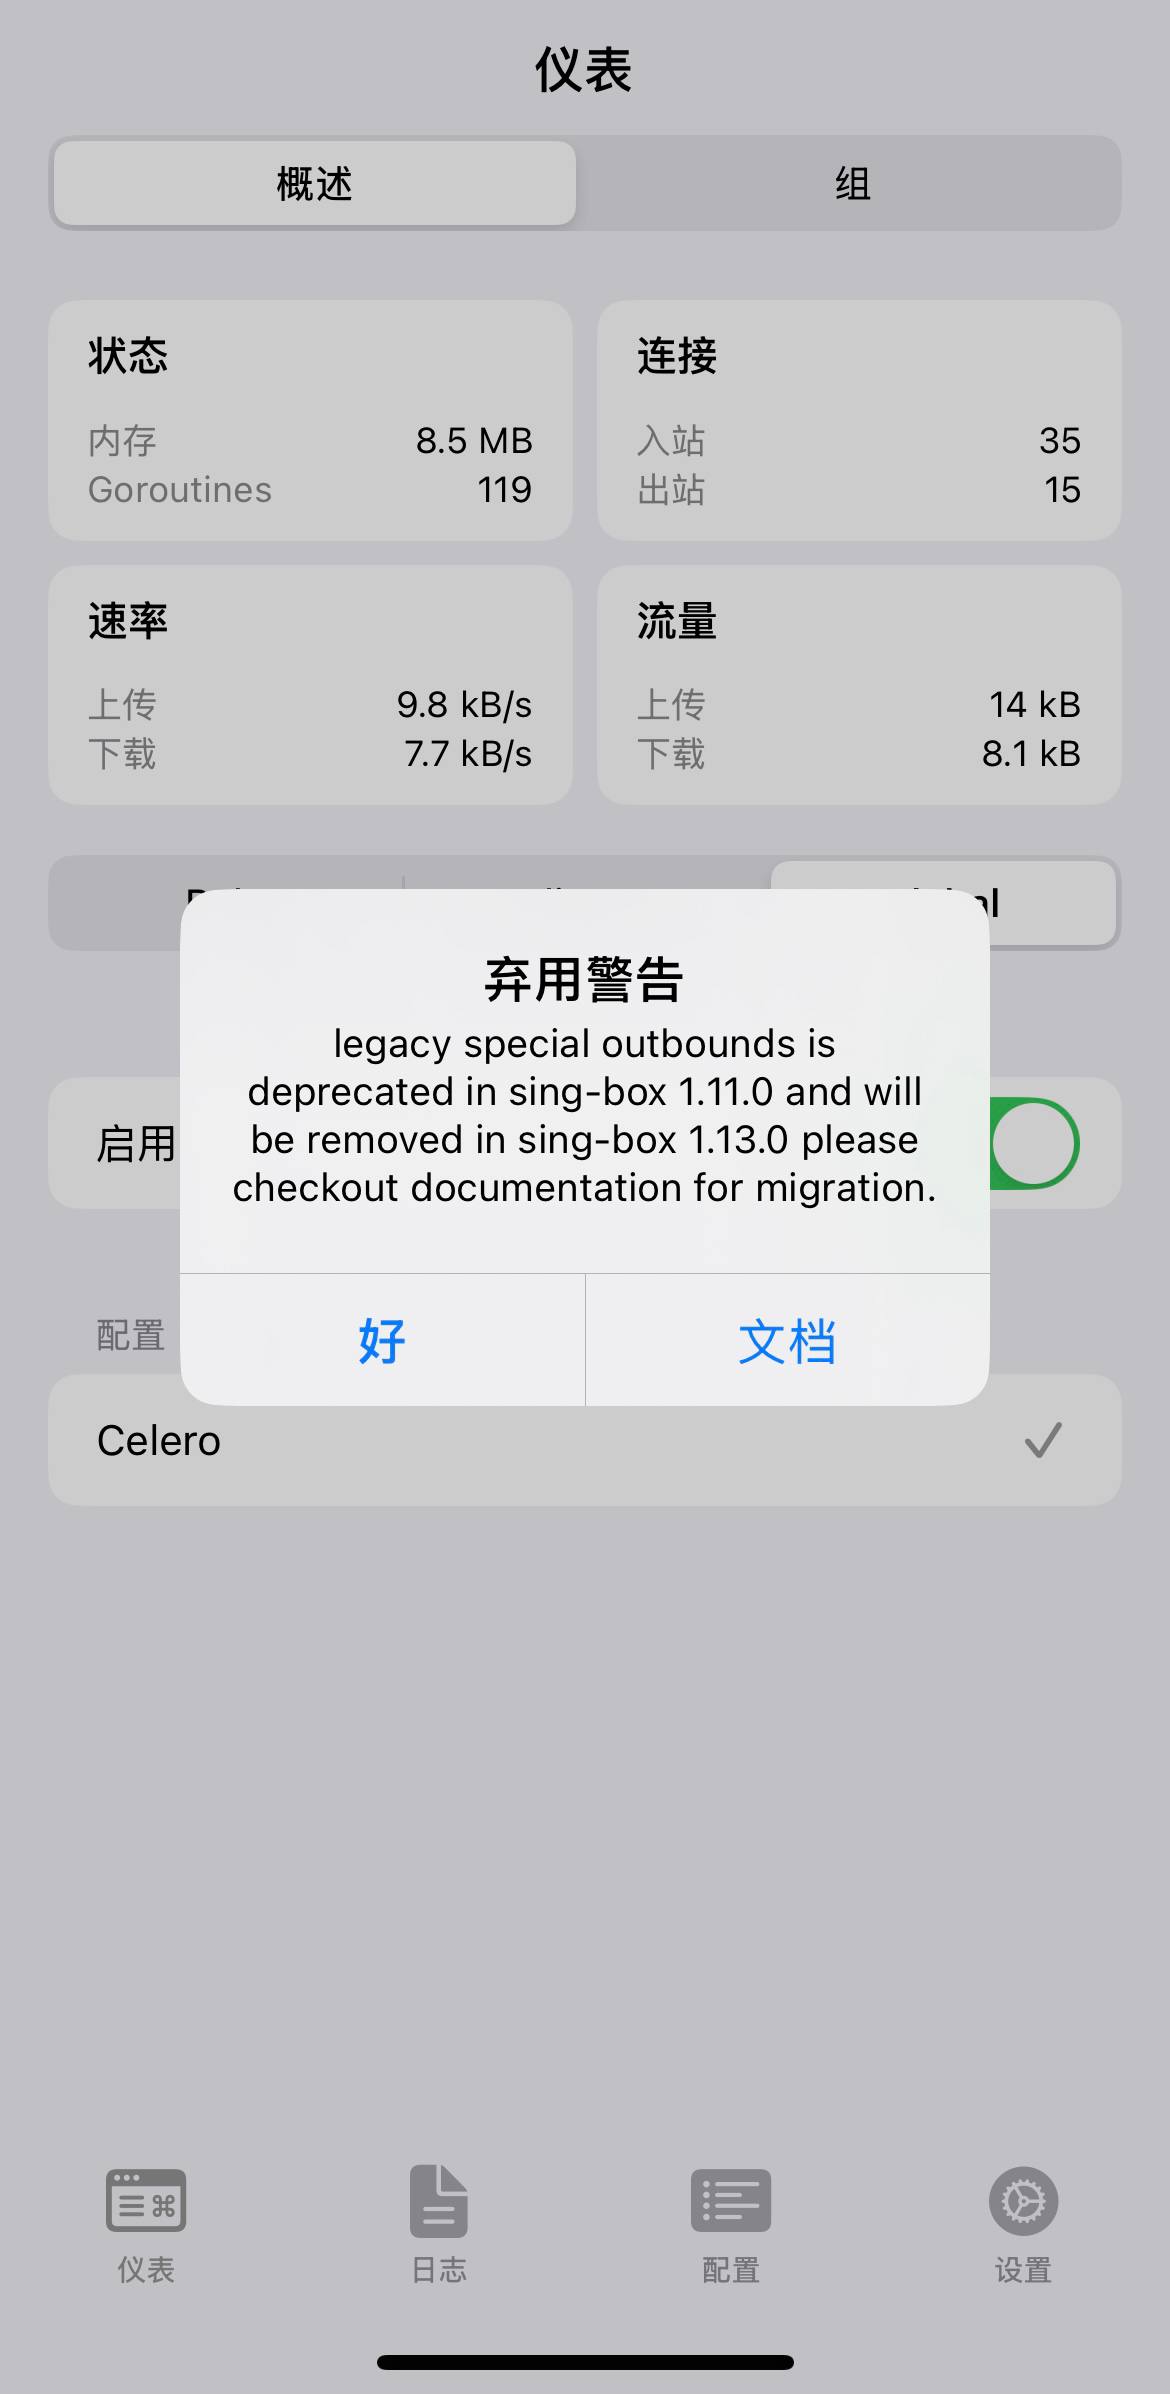 仪表
概述
组
状态
内存 8.5 MB
Goroutines 119
连接
入站 35
出站 15
速率
上传 9.8 kB/s
下载 7.7 kB/s
流量
上传 14 kB
下载 8.1 kB
弃用警告
legacy special outbounds is
deprecated in sing-box 1.11.0 and will
be removed in sing-box 1.13.0 please
checkout documentation for migration.
好
文档
启用
配置
Celero
仪表
日志
配置
设置